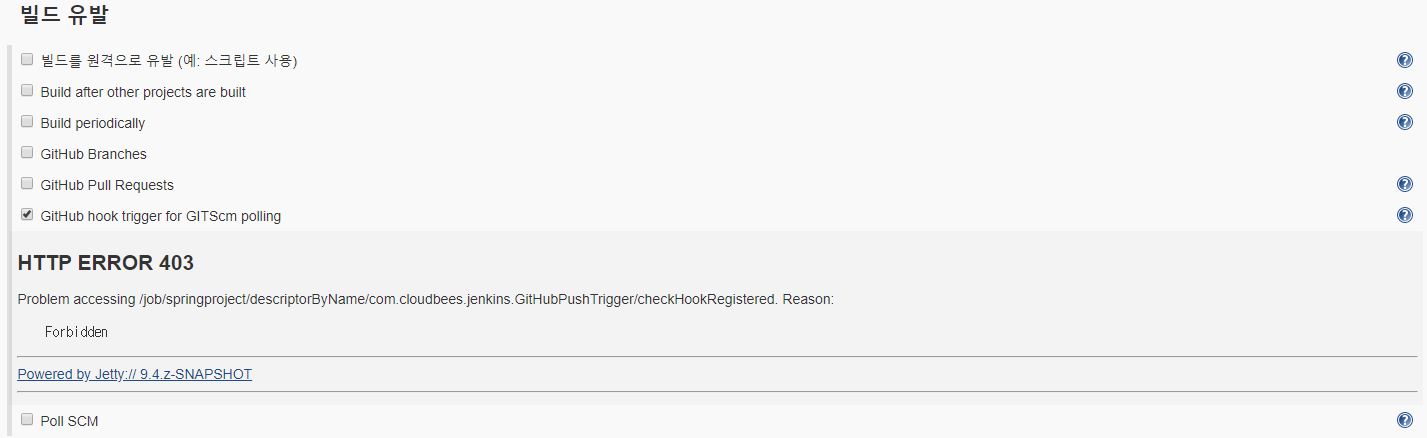 빌드 유발
빌드를 원격으로 유발 (예: 스크립트 사용)
Build after other projects are built
Build periodically
GitHub Branches
GitHub Pull Requests
GitHub hook trigger for GITScm polling
HTTP ERROR 403
Problem accessing /job/springproject/descriptorByName/com.cloudbees.jenkins.GitHubPushTrigger/checkHookRegistered. Reason:
Forbidden
Powered by Jetty:// 9.4.z-SNAPSHOT
Poll SCM